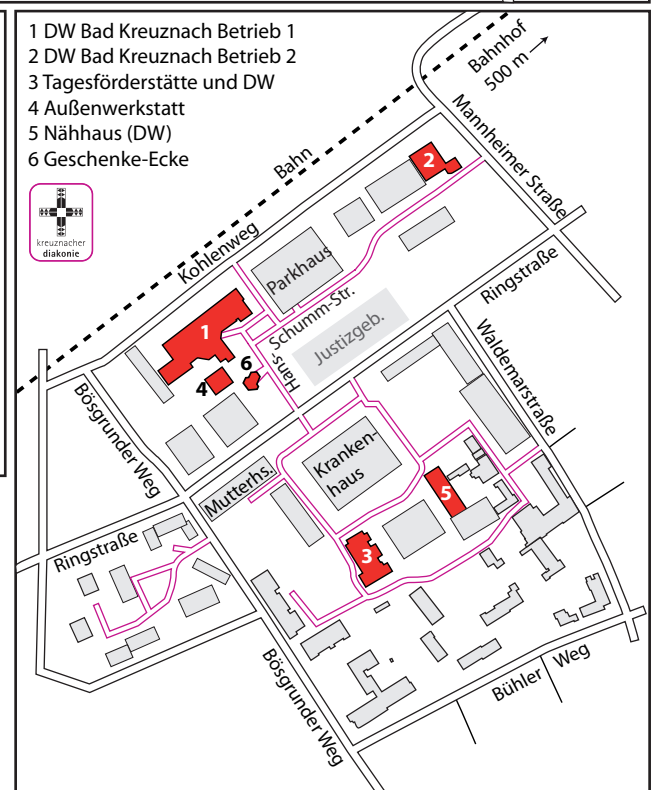 1 DW Bad Kreuznach Betrieb 1
2 DW Bad Kreuznach Betrieb 2
3 Tagesförderstätte und DW
4 Außenwerkstatt
5 Nähhaus (DW)
6 Geschenke-Ecke
kreuznacher
diakonie
Bahnhof
500 m
Mannheimer Straße
Bahn
2
Kohlenweg
Parkhaus
Ringstraße
Hans-
Schumm-Str.
1
Justizgeb.
6
4
Waldemarstraße
Bösgrunder Weg
Kranken-
haus
Mutterhs.
5
Ringstraße
3
Bösgrunder Weg
Bühler Weg